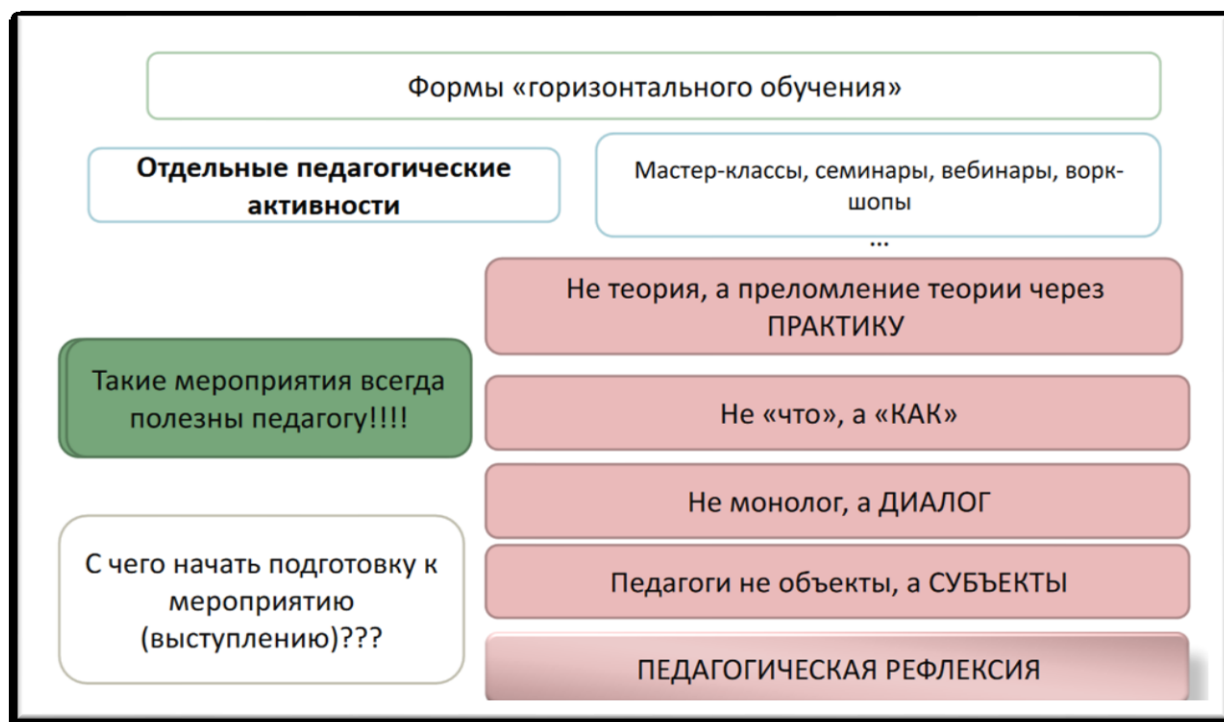 Формы «горизонтального обучения»
Отдельные педагогические
активности
Мастер-классы, семинары, вебинары, ворк-
шопы
...
Не теория, а преломление теории через
ПРАКТИКУ
Такие мероприятия всегда
полезны педагогу!!!!
Не «что», а «КАК»
Не монолог, а ДИАЛОГ
С чего начать подготовку к
мероприятию
(выступлению)???
Педагоги не объекты, а СУБЪЕКТЫ
ПЕДАГОГИЧЕСКАЯ РЕФЛЕКСИЯ